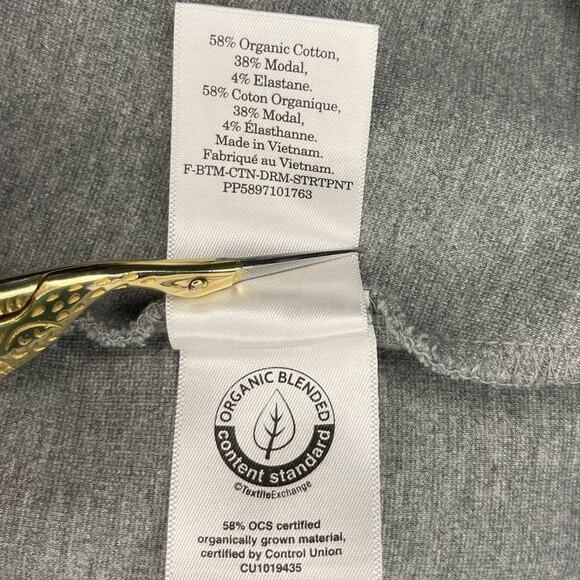 58% Organic Cotton,
38% Modal,
4% Elastane.
58% Coton Organique,
38% Modal,
4% Élasthanne.
Made in Vietnam.
Fabriqué au Vietnam.
F-BTM-CTN-DRM-STRTPNT
PP5897101763
ORGANIC BLENDED
content standard
©TextileExchange
58% OCS certified
organically grown material,
certified by Control Union
CU1019435